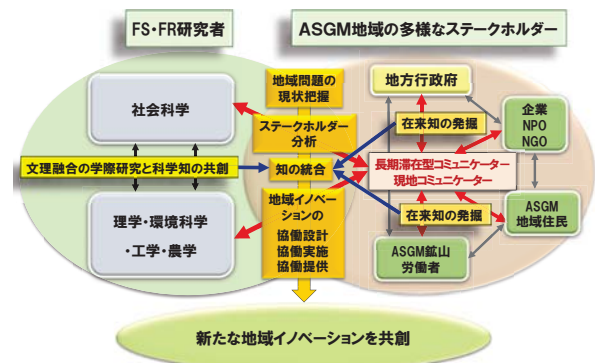 FS・FR研究者
ASGM地域の多様なステークホルダー
社会科学
地域問題の
現状把握
地方行政府
企業
NPO
NGO
ステークホルダー
分析
在来知の発掘
文理融合の学際研究と科学知の共創
知の統合
長期滞在型コミュニケーター
現地コミュニケーター
理学・環境科学
・工学・農学
地域イノベー
ションの
協働設計
協働実施
協働提供
在来知の発掘
ASGM
地域住民
ASGM鉱山
労働者
新たな地域イノベーションを共創